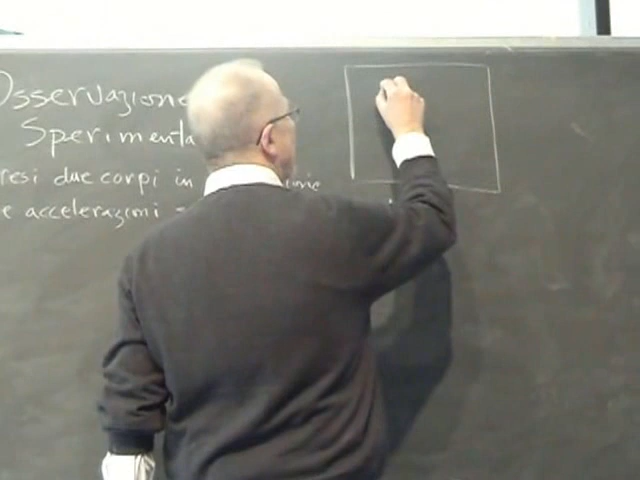 Osservazione
Sperimenta
resi due corpi in
e accelerazioni =